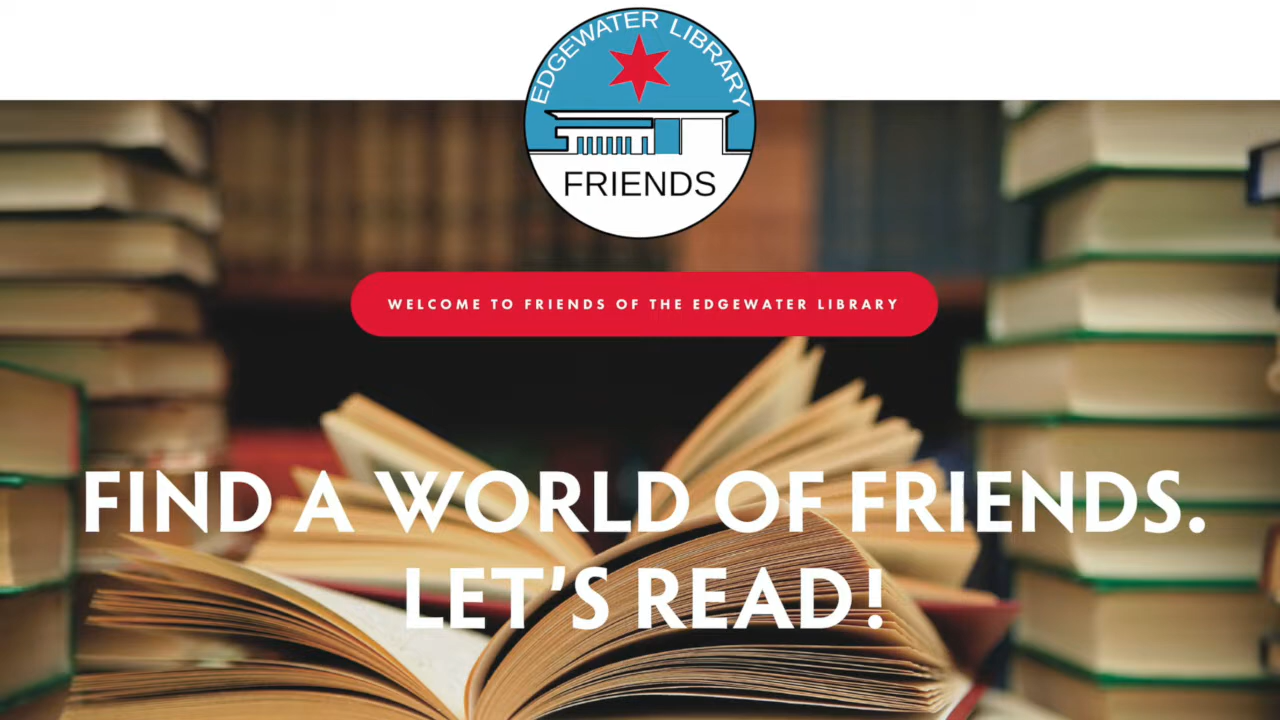 EDGEWATER LIBRARY
FRIENDS
WELCOME TO FRIENDS OF THE EDGEWATER LIBRARY
FIND A WORLD OF FRIENDS.
LET'S READ!